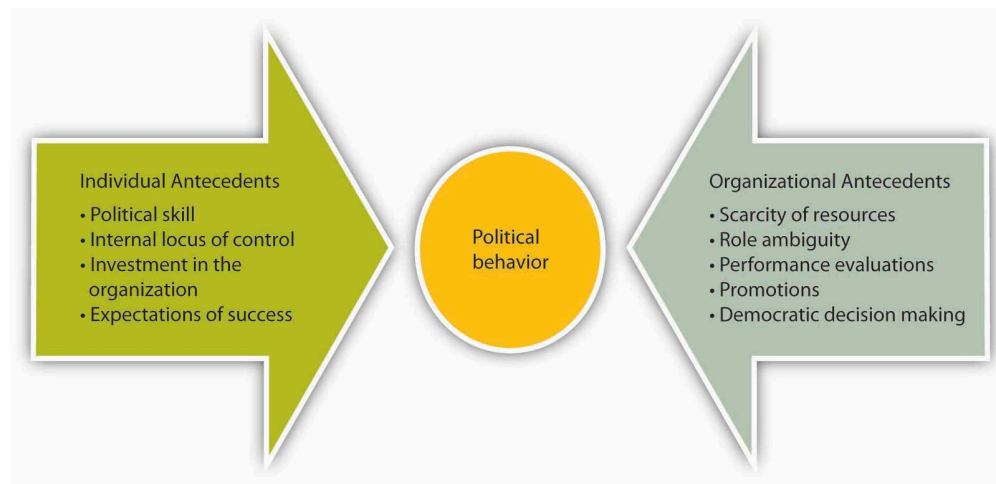 Individual Antecedents
• Political skill
• Internal locus of control
• Investment in the
organization
• Expectations of success
Political
behavior
Organizational Antecedents
• Scarcity of resources
• Role ambiguity
• Performance evaluations
• Promotions
• Democratic decision making